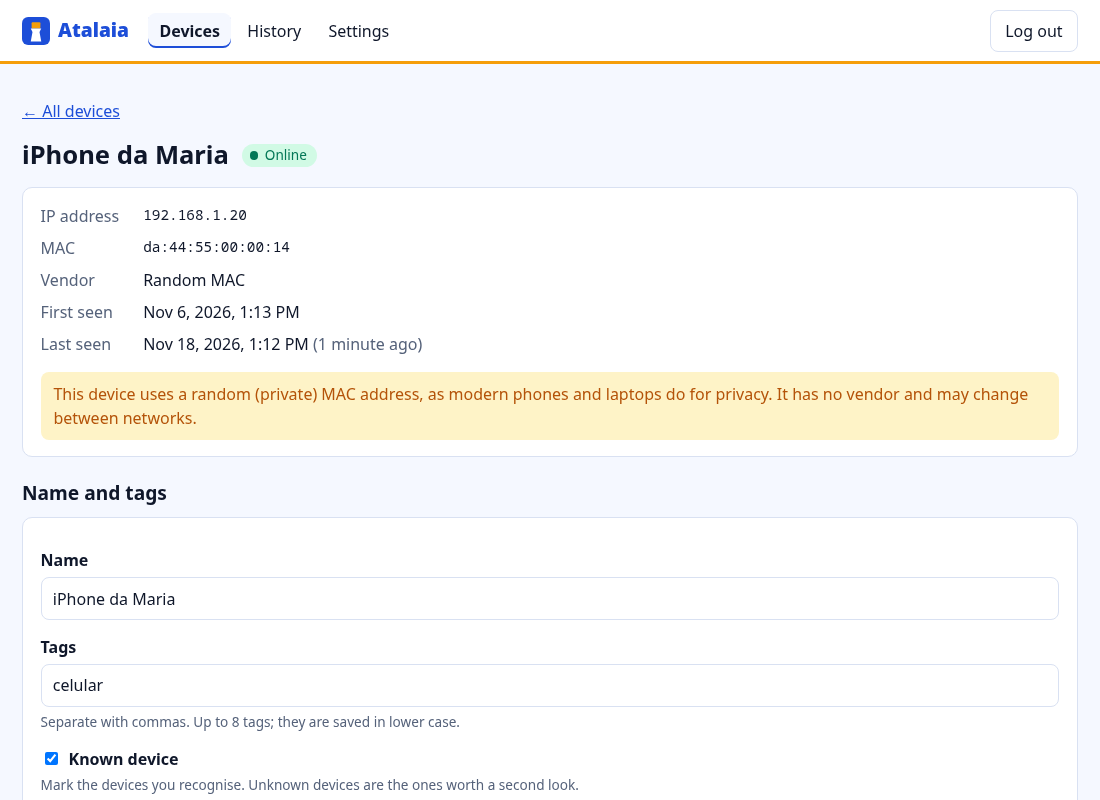 Atalaia
Devices
History
Settings
Log out
← All devices
iPhone da Maria
Online
IP address 192.168.1.20
MAC da:44:55:00:00:14
Vendor Random MAC
First seen Nov 6, 2026, 1:13 PM
Last seen Nov 18, 2026, 1:12 PM (1 minute ago)
This device uses a random (private) MAC address, as modern phones and laptops do for privacy. It has no vendor and may change
between networks.
Name and tags
Name
iPhone da Maria
Tags
celular
Separate with commas. Up to 8 tags; they are saved in lower case.
Known device
Mark the devices you recognise. Unknown devices are the ones worth a second look.